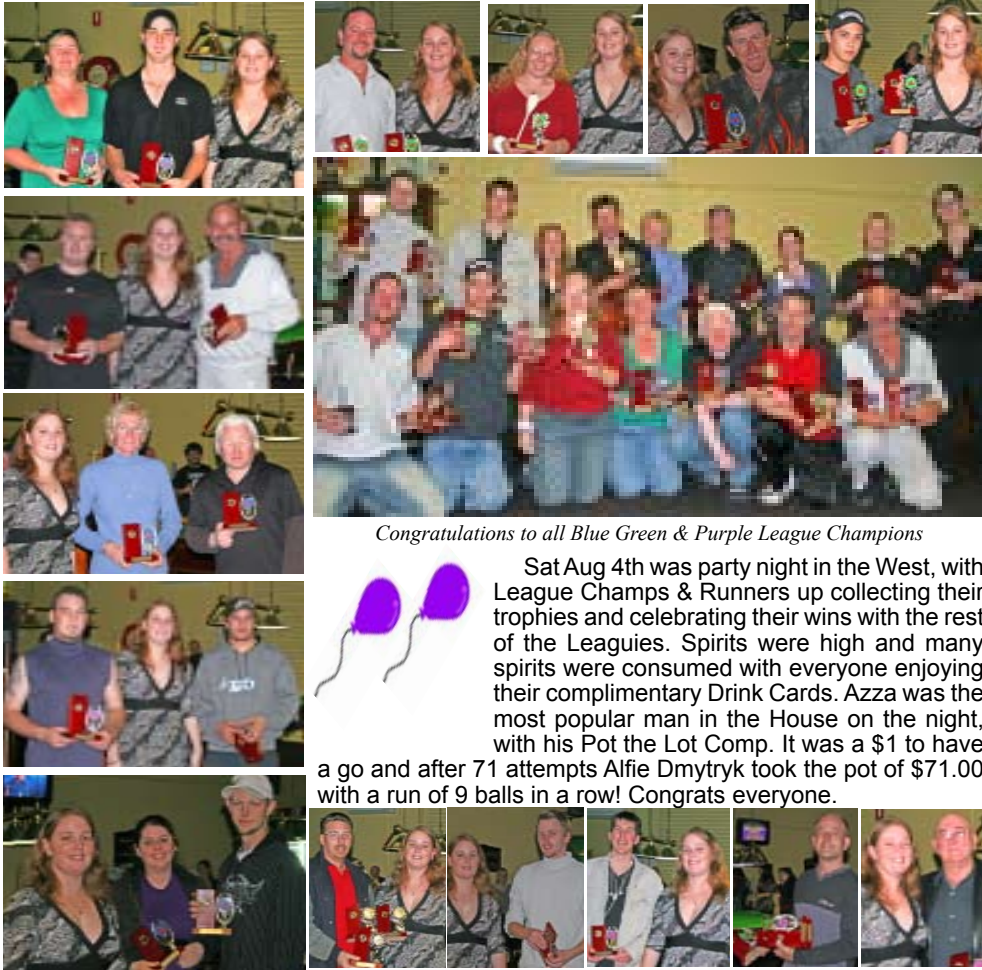 Congratulations to all Blue Green & Purple League Champions
Sat Aug 4th was party night in the West, with
League Champs & Runners up collecting their
trophies and celebrating their wins with the rest
of the Leaguies. Spirits were high and many
spirits were consumed with everyone enjoying
their complimentary Drink Cards. Azza was the
most popular man in the House on the night,
with his Pot the Lot Comp. It was a $1 to have
a go and after 71 attempts Alfie Dmytryk took the pot of $71.00
with a run of 9 balls in a row! Congrats everyone.